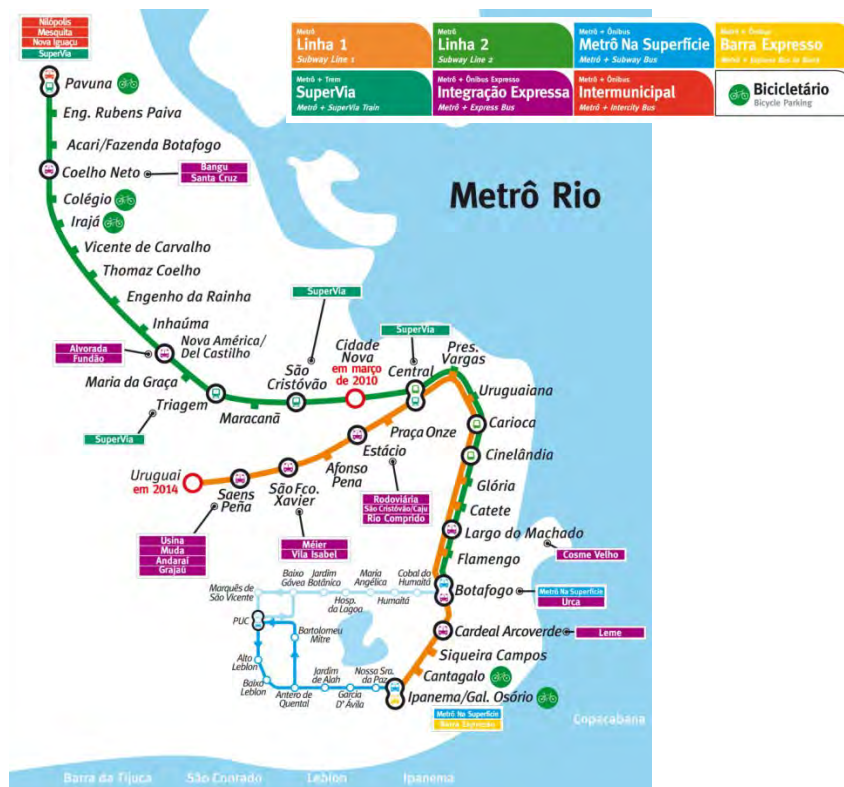 Metrô
Linha 1
Subway Line 1
Metrô
Linha 2
Subway Line 2
Metrô + Ônibus
Metrô Na Superfície
Metrô + Subway Bus
Metrô + Ônibus
Barra Expresso
Metrô + Trem
SuperVia
Metrô + SuperVia Train
Metrô + Ônibus Expresso
Integração Expressa
Metrô + Express Bus
Metrô + Ônibus
Intermunicipal
Metrô + Intercity Bus
Bicicletário
Bicycle Parking
Metrô Rio
Nilópolis
Mesquita
Nova Iguaçu
SuperVia
Pavuna
Eng. Rubens Paiva
Acari/Fazenda Botafogo
Coelho Neto
Bangu
Santa Cruz
Colégio
Irajá
Vicente de Carvalho
Thomaz Coelho
Engenho da Rainha
Inhaúma
Nova América/
Del Castilho
Alvorada
Fundão
Maria da Graça
Triagem
SuperVia
Maracanã
São
Cristóvão
SuperVia
Cidade
Nova
em março
de 2010
Central
SuperVia
Pres.
Vargas
Uruguaiana
Carioca
Cinelândia
Glória
Catete
Largo do Machado
Cosme Velho
Flamengo
Botafogo
Metrô Na Superfície
Urca
Cardeal Arcoverde
Leme
Siqueira Campos
Cantagalo
Ipanema/Gal. Osório
Metrô Na Superfície
Barra Expresso
Praça Onze
Estácio
Rodoviária
São Cristóvão/Caju
Rio Comprido
Afonso
Pena
São Fco.
Xavier
Méier
Vila Isabel
Saens
Peña
Usina
Muda
Andaraí
Grajaú
Uruguai
em 2014
Marquês de
São Vicente
Baixo
Gávea
Jardim
Botânico
Hosp.
da Lagoa
Maria
Angélica
Humaitá
Cobal do
Humaitá
PUC
Bartolomeu
Mitre
Alto
Leblon
Baixo
Leblon
Antero de
Quental
Jardim
de Alah
Garcia
D' Ávila
Nossa Sra.
da Paz
Copacabana
Barra da Tijuca
São Conrado
Leblon
Ipanema